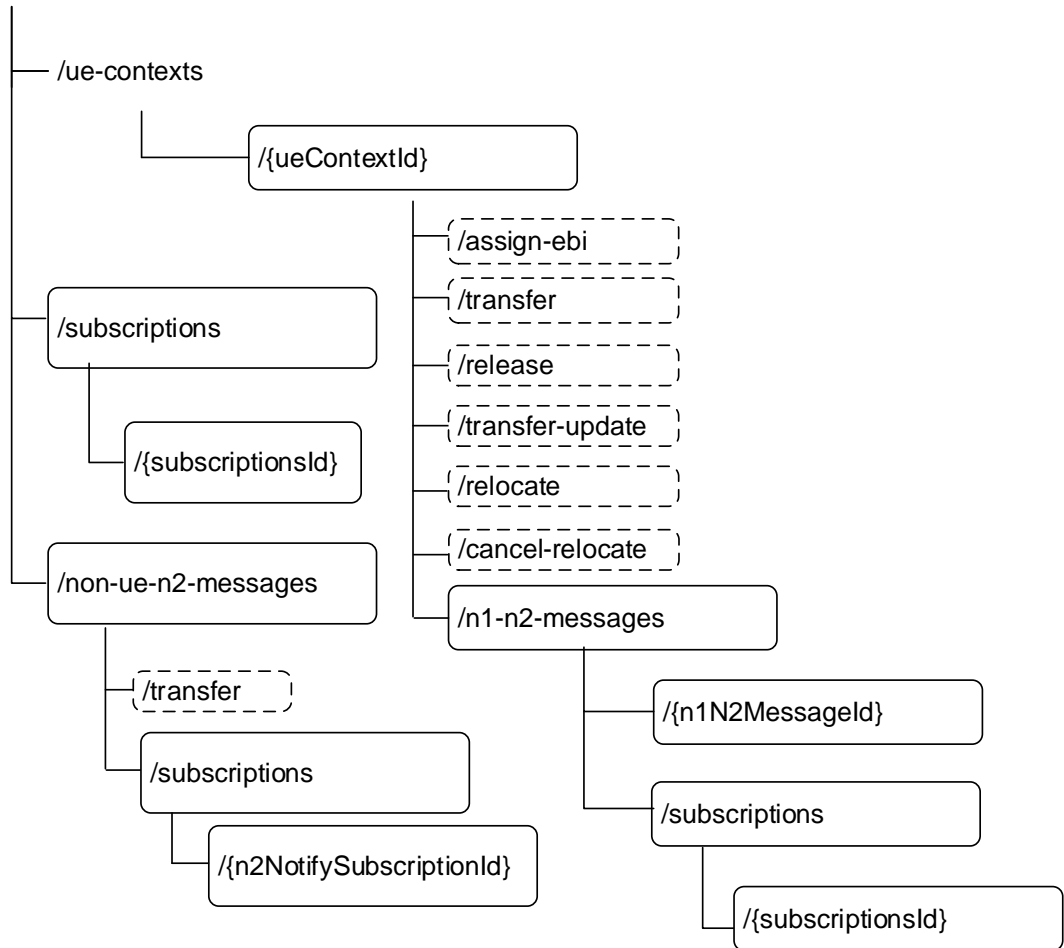 /ue-contexts
/{ueContextId}
/assign-ebi
/transfer
/release
/transfer-update
/relocate
/cancel-relocate
/n1-n2-messages
/{n1N2MessageId}
/subscriptions
/{subscriptionsId}
/subscriptions
/{subscriptionsId}
/non-ue-n2-messages
/transfer
/subscriptions
/{n2NotifySubscriptionId}